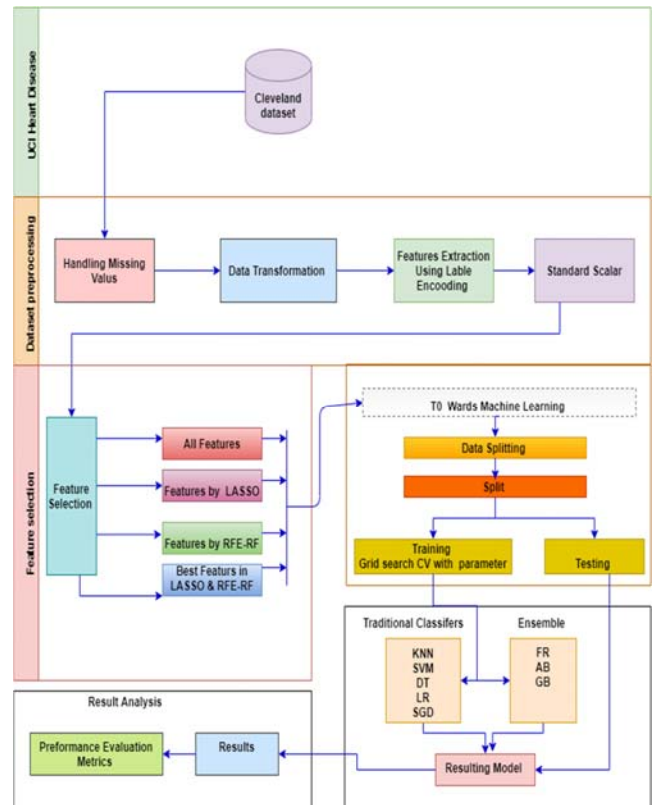 UCI Heart Disease
Cleveland
dataset
Dataset preprocessing
Handling Missing
Valus
Data Transformation
Features Extraction
Using Lable
Encoding
Standard Scalar
Feature selection
Feature
Selection
All Features
Features by LASSO
Features by RFE-RF
Best Featurs in
LASSO & RFE-RF
T0 Wards Machine Learning
Data Splitting
Split
Training
Grid search CV with parameter
Testing
Traditional Classifers
KNN
SVM
DT
LR
SGD
Ensemble
FR
AB
GB
Resulting Model
Result Analysis
Results
Preformance Evaluation
Metrics